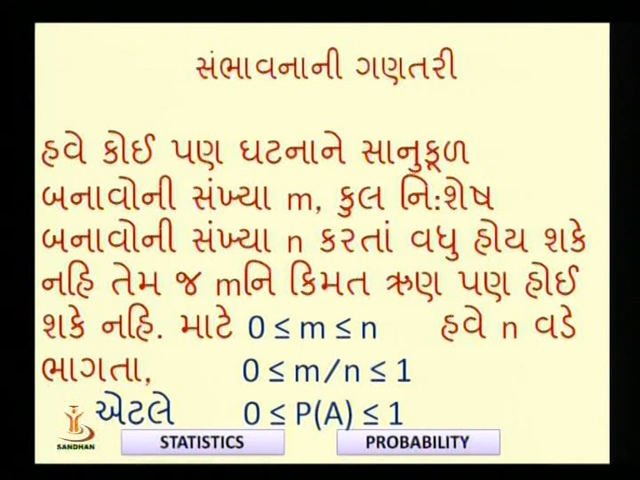 સંભાવનાની ગણતરી
હવે કોઈ પણ ઘટનાને સાનુકૂળ
બનાવોની સંખ્યા m, કુલ નિ:શેષ
બનાવોની સંખ્યા n કરતાં વધુ હોય શકે
નહિ તેમ જ mનિ કિમત ઋણ પણ હોઈ
શકે નહિ. માટે 0 ≤ m ≤ n હવે n વડે
ભાગતા, 0 ≤ m/n ≤ 1
એટલે 0 ≤ P(A) ≤ 1
SANDHAN STATISTICS PROBABILITY